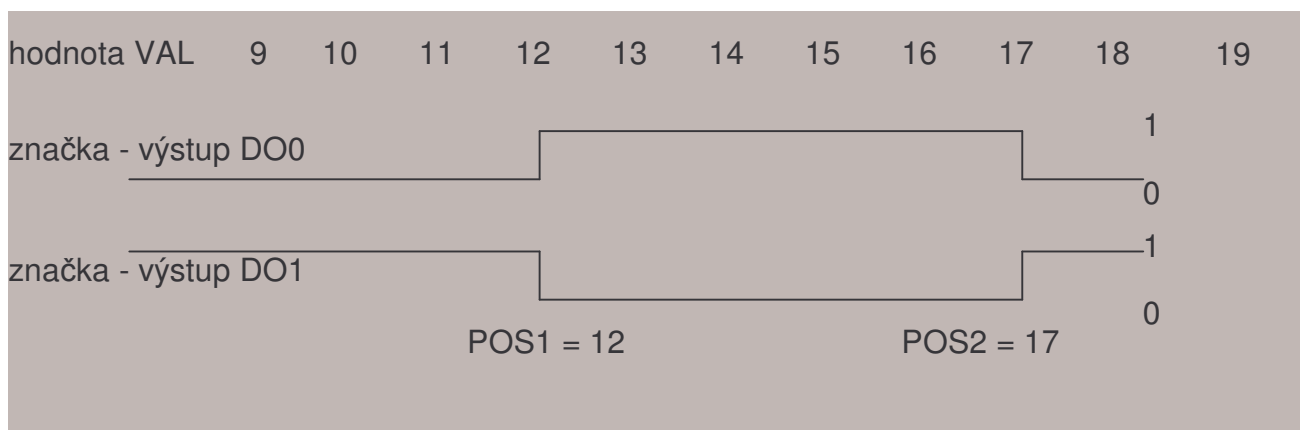 hodnota VAL 9 10 11 12 13 14 15 16 17 18 19
1
značka - výstup DO0
0
1
značka - výstup DO1
0
POS1 = 12 POS2 = 17